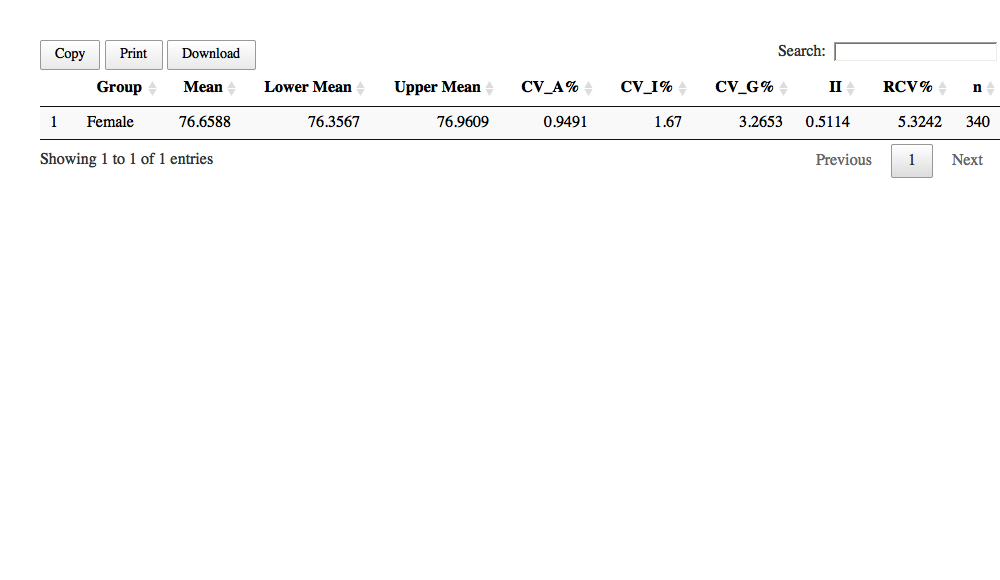 Copy Print Download Search:
Group Mean Lower Mean Upper Mean CV_A% CV_I% CV_G% II RCV% n
1 Female 76.6588 76.3567 76.9609 0.9491 1.67 3.2653 0.5114 5.3242 340
Showing 1 to 1 of 1 entries Previous 1 Next